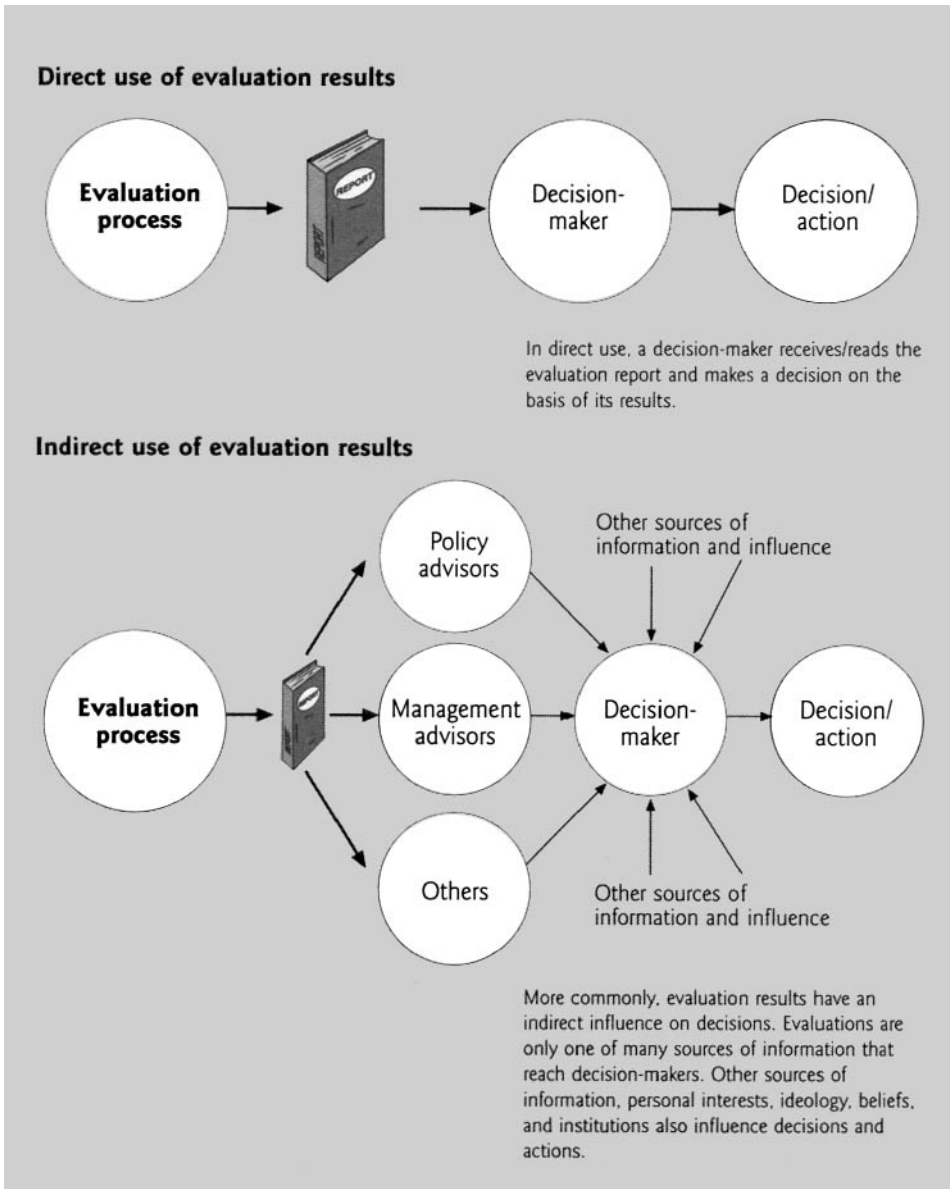 Direct use of evaluation results
Evaluation
process
REPORT
REPORT
Decision-
maker
Decision/
action
In direct use, a decision-maker receives/reads the
evaluation report and makes a decision on the
basis of its results.
Indirect use of evaluation results
Policy
advisors
Other sources of
information and influence
Evaluation
process
Management
advisors
Decision-
maker
Decision/
action
Others
Other sources of
information and influence
More commonly, evaluation results have an
indirect influence on decisions. Evaluations are
only one of many sources of information that
reach decision-makers. Other sources of
information, personal interests, ideology, beliefs,
and institutions also influence decisions and
actions.